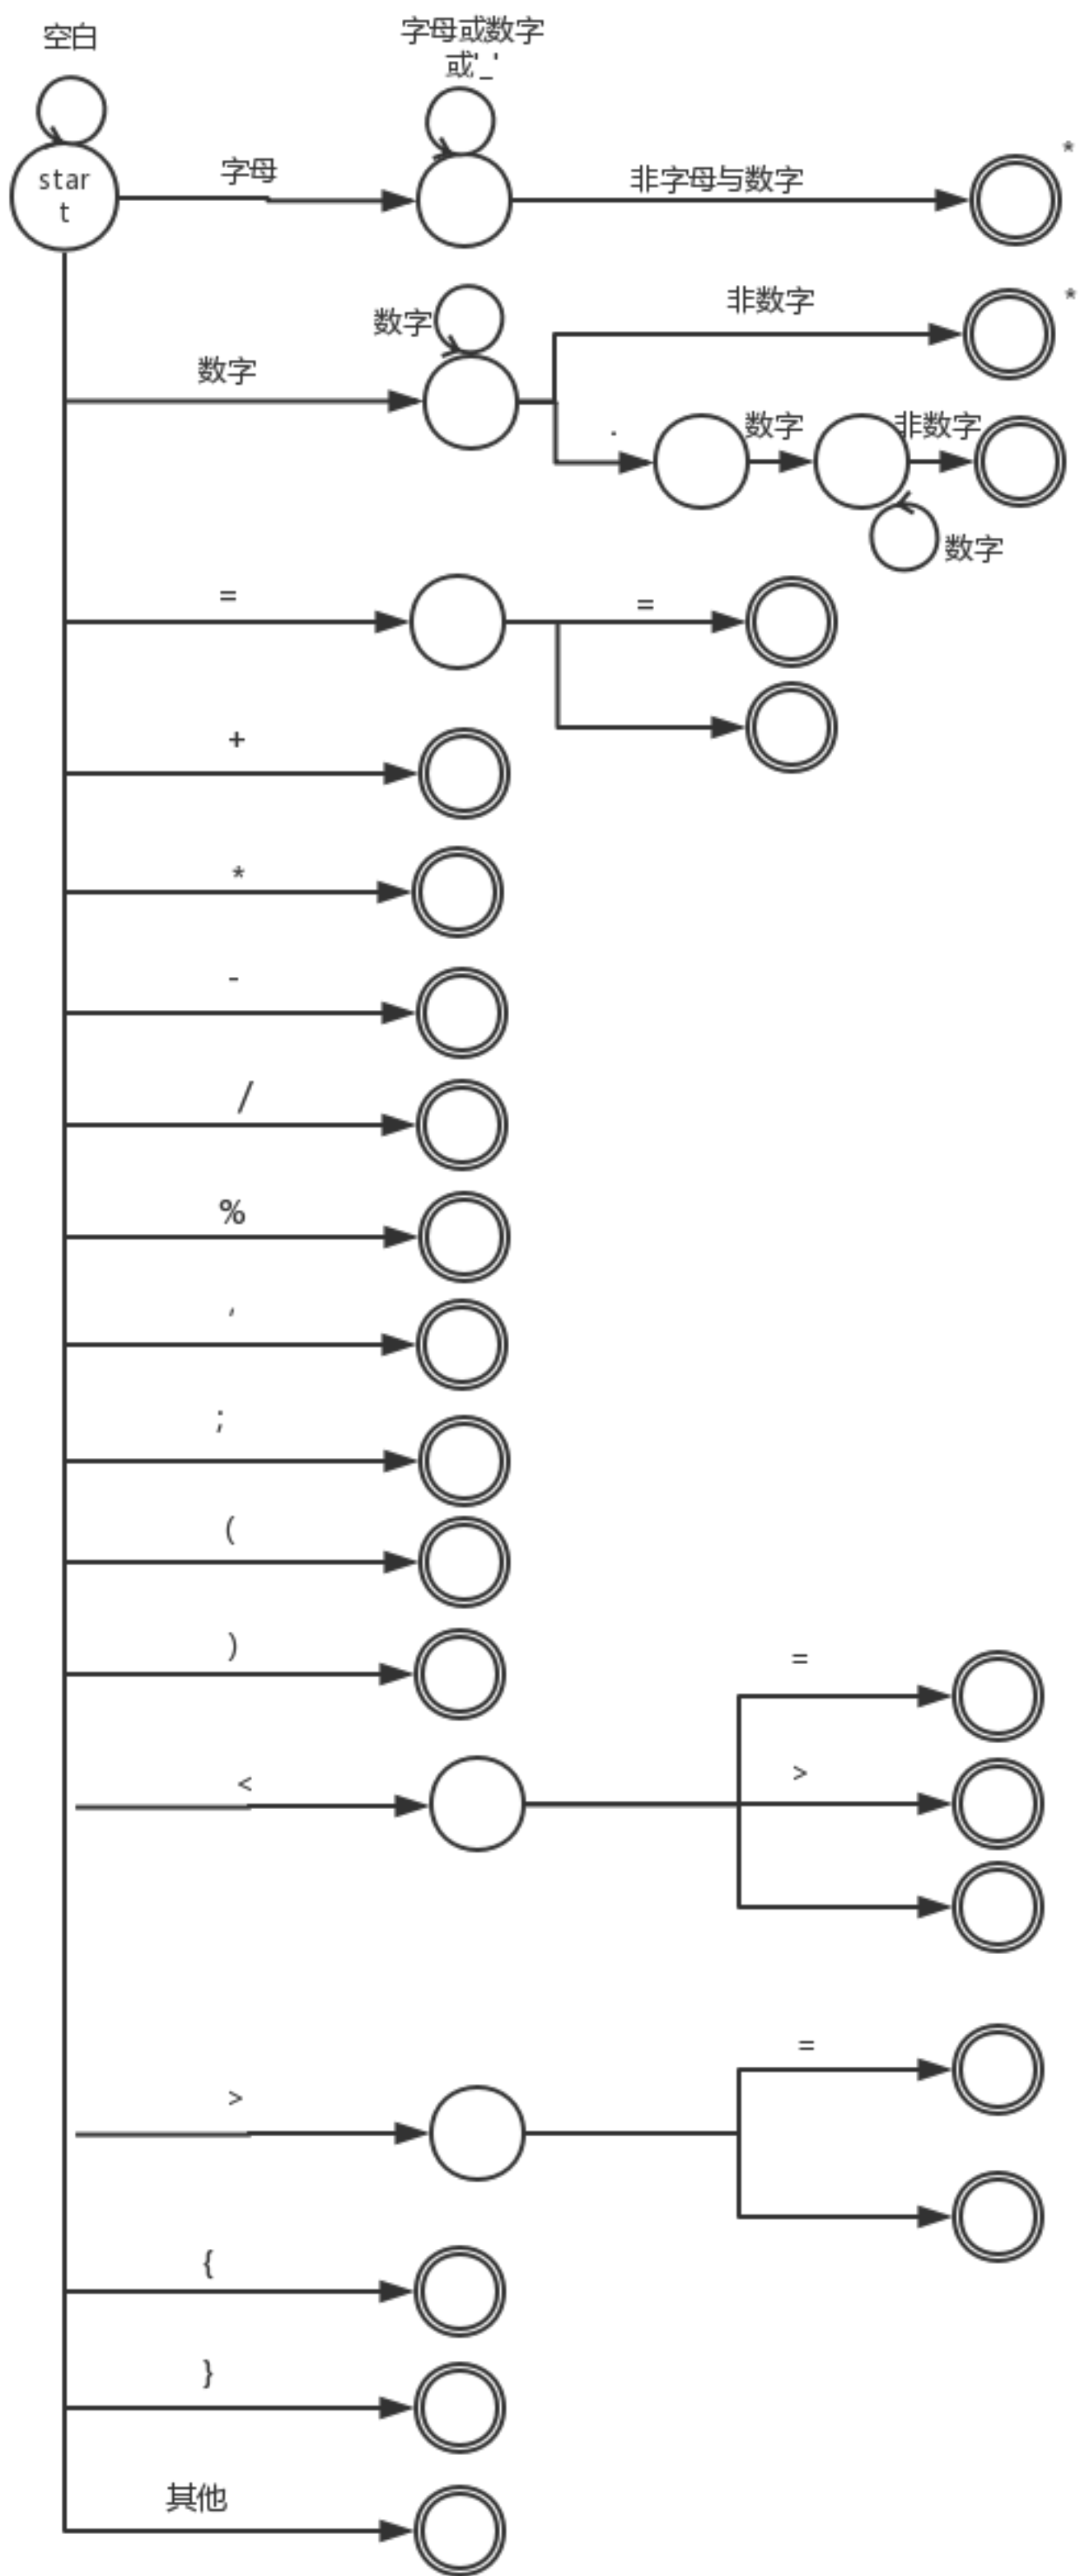 空白
字母或数字
或'_'
star
t
字母
非字母与数字
*
数字
数字
非数字
*
.
数字
非数字
数字
=
=
+
*
-
/
%
,
;
(
)
<
=
>
>
=
{
}
其他